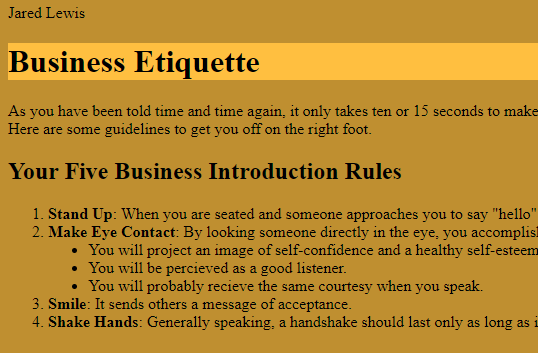 Jared Lewis
Business Etiquette
As you have been told time and time again, it only takes ten or 15 seconds to make
Here are some guidelines to get you off on the right foot.
Your Five Business Introduction Rules
1. Stand Up: When you are seated and someone approaches you to say "hello"
2. Make Eye Contact: By looking someone directly in the eye, you accomplis
• You will project an image of self-confidence and a healthy self-esteem
• You will be percieved as a good listener.
• You will probably recieve the same courtesy when you speak.
3. Smile: It sends others a message of acceptance.
4. Shake Hands: Generally speaking, a handshake should last only as long as i